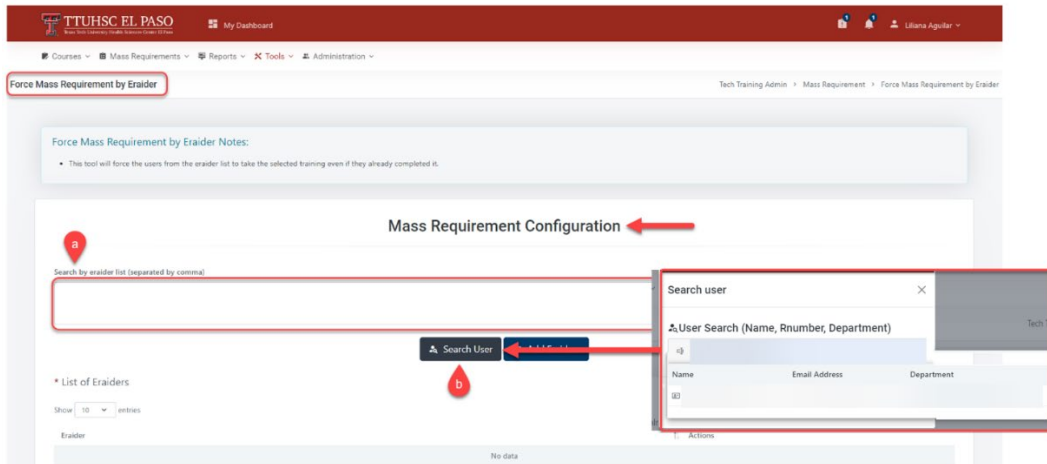 TTUHSC EL PASO
Texas Tech University Health Sciences Center El Paso
My Dashboard
1
1
Liliana Aguilar
Courses
Mass Requirements
Reports
Tools
Administration
Force Mass Requirement by Eraider
Tech Training Admin > Mass Requirement > Force Mass Requirement by Eraider
Force Mass Requirement by Eraider Notes:
This tool will force the users from the eraider list to take the selected training even if they already completed it.
Mass Requirement Configuration
a
Search by eraider list (separated by comma)
Search User
b
Search user
User Search (Name, Rnumber, Department)
Name Email Address Department
Tech
* List of Eraiders
Show 10 entries
Eraider Actions
No data